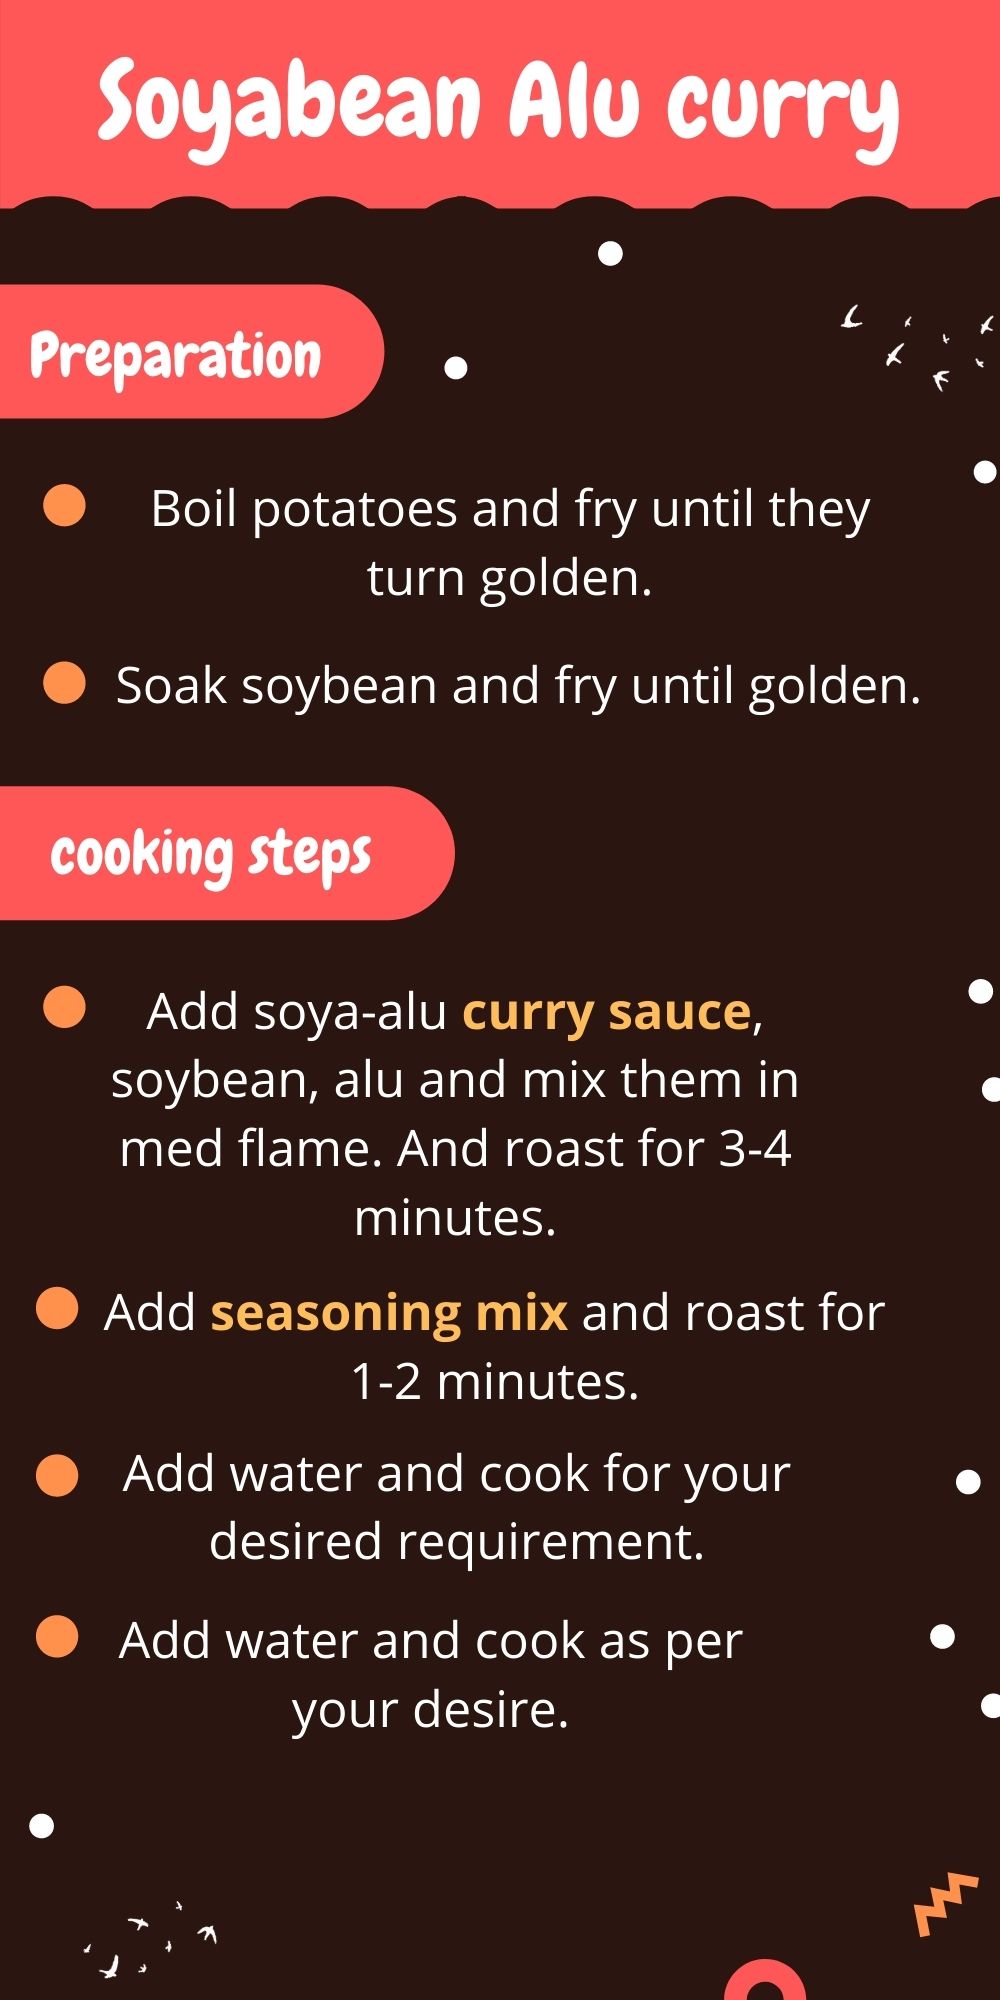 Soyabean Alu curry
Preparation
Boil potatoes and fry until they
turn golden.
Soak soybean and fry until golden.
cooking steps
Add soya-alu curry sauce,
soybean, alu and mix them in
med flame. And roast for 3-4
minutes.
Add seasoning mix and roast for
1-2 minutes.
Add water and cook for your
desired requirement.
Add water and cook as per
your desire.